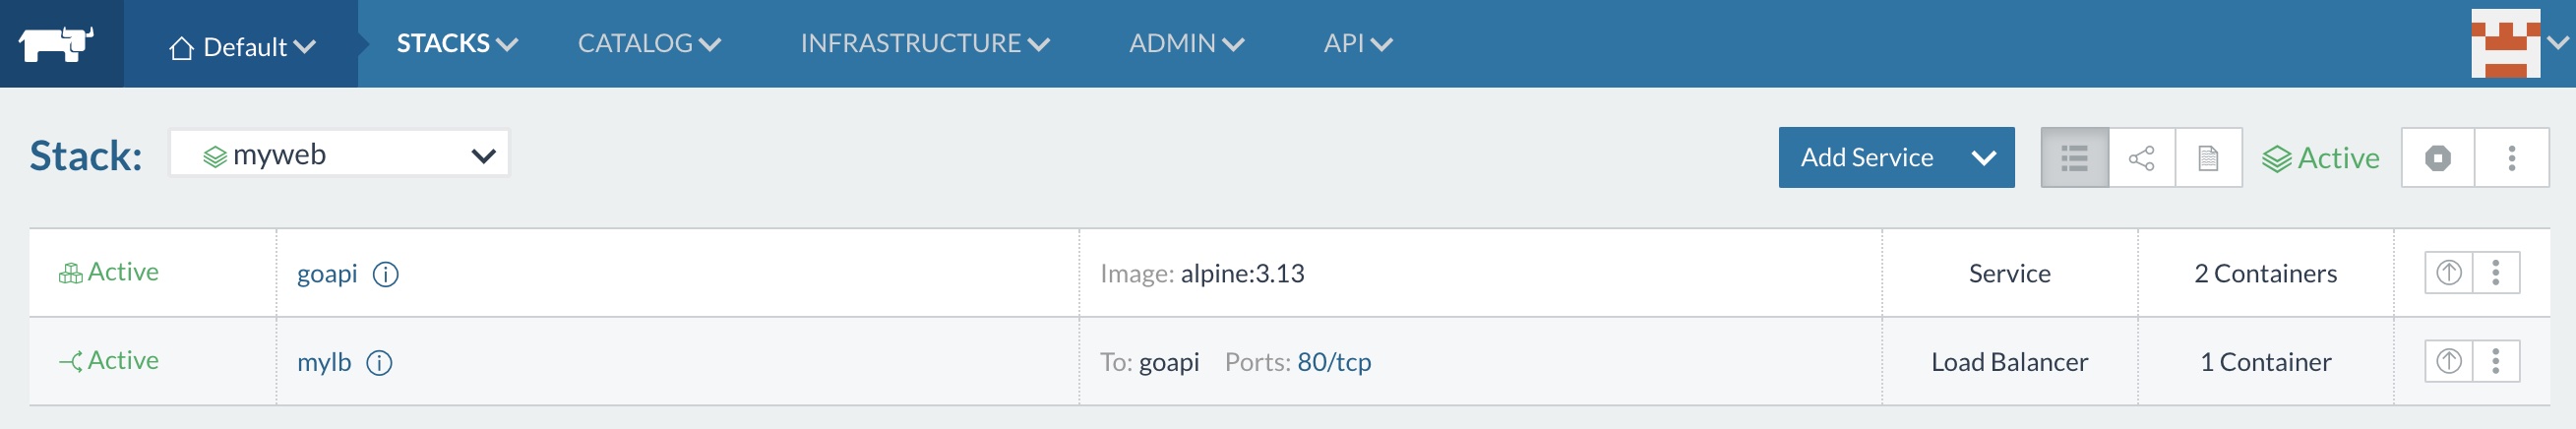 Default STACKS CATALOG INFRASTRUCTURE ADMIN API
Stack: myweb Add Service Active
Active goapi Image: alpine:3.13 Service 2 Containers
Active mylb To: goapi Ports: 80/tcp Load Balancer 1 Container